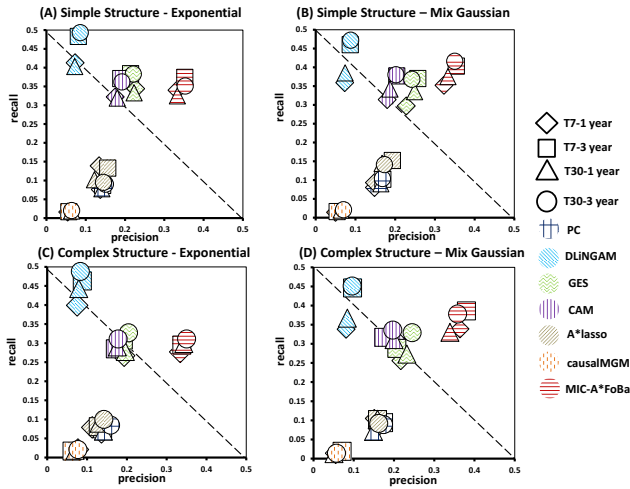 (A) Simple Structure - Exponential
(B) Simple Structure – Mix Gaussian
recall
0.5
0.45
0.4
0.35
0.3
0.25
0.2
0.15
0.1
0.05
0
0 0.1 0.2 0.3 0.4 0.5
precision
recall
0.5
0.45
0.4
0.35
0.3
0.25
0.2
0.15
0.1
0.05
0
0 0.1 0.2 0.3 0.4 0.5
precision
(C) Complex Structure - Exponential
(D) Complex Structure – Mix Gaussian
recall
0.5
0.45
0.4
0.35
0.3
0.25
0.2
0.15
0.1
0.05
0
0 0.1 0.2 0.3 0.4 0.5
precision
recall
0.5
0.45
0.4
0.35
0.3
0.25
0.2
0.15
0.1
0.05
0
0 0.1 0.2 0.3 0.4 0.5
precision
T7-1 year
T7-3 year
T30-1 year
T30-3 year
PC
DLiNGAM
GES
CAM
A*lasso
causalMGM
MIC-A*FoBa